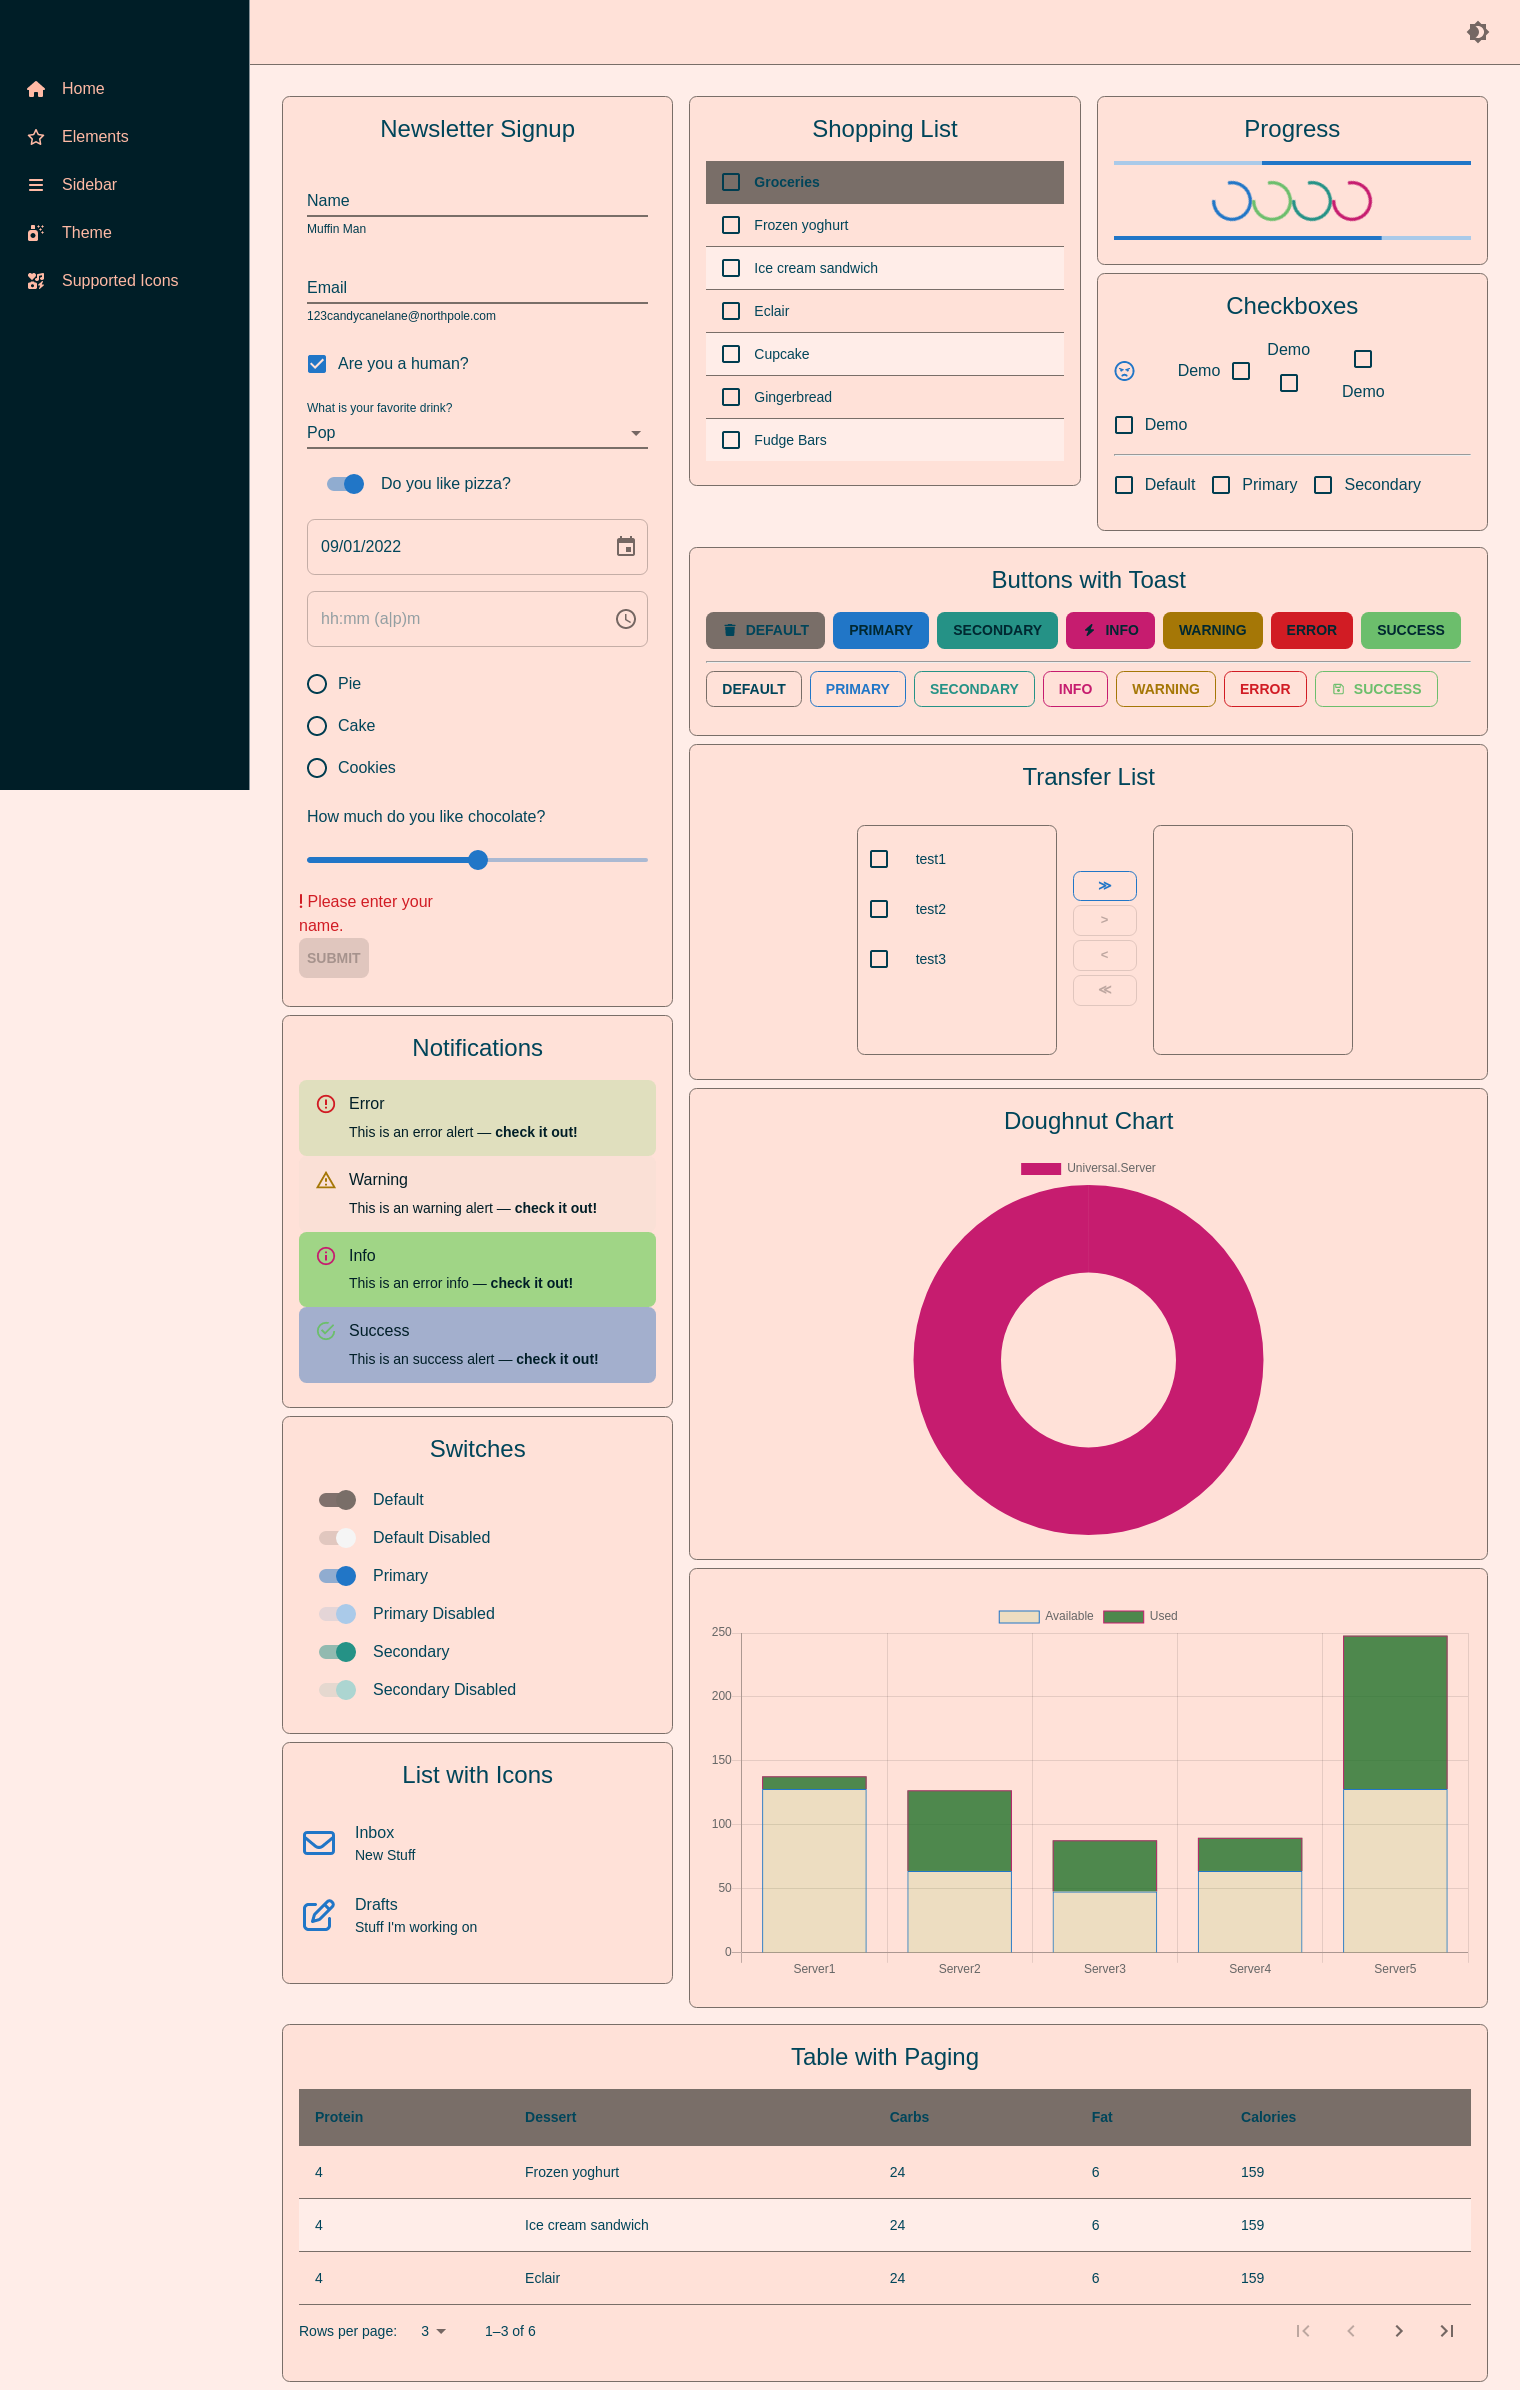 Home
Elements
Sidebar
Theme
Supported Icons
Newsletter Signup
Name
Muffin Man
Email
123candycanelane@northpole.com
Are you a human?
What is your favorite drink?
Pop
Do you like pizza?
09/01/2022
hh:mm (a|p)m
Pie
Cake
Cookies
How much do you like chocolate?
! Please enter your
name.
SUBMIT
Notifications
Error
This is an error alert — check it out!
Warning
This is an warning alert — check it out!
Info
This is an error info — check it out!
Success
This is an success alert — check it out!
Switches
Default
Default Disabled
Primary
Primary Disabled
Secondary
Secondary Disabled
List with Icons
Inbox
New Stuff
Drafts
Stuff I'm working on
Shopping List
Groceries
Frozen yoghurt
Ice cream sandwich
Eclair
Cupcake
Gingerbread
Fudge Bars
Progress
Checkboxes
Demo
Demo
Demo
Demo
Default Primary Secondary
Buttons with Toast
DEFAULT PRIMARY SECONDARY INFO WARNING ERROR SUCCESS
DEFAULT PRIMARY SECONDARY INFO WARNING ERROR SUCCESS
Transfer List
test1
test2
test3
≫
>
<
≪
Doughnut Chart
Universal.Server
Available Used
250
200
150
100
50
0
Server1 Server2 Server3 Server4 Server5
Table with Paging
Protein Dessert Carbs Fat Calories
4 Frozen yoghurt 24 6 159
4 Ice cream sandwich 24 6 159
4 Eclair 24 6 159
Rows per page: 3 1–3 of 6